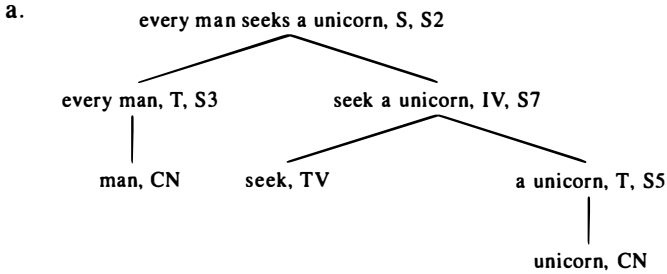 a.
every man seeks a unicorn, S, S2
every man, T, S3 seek a unicorn, IV, S7
man, CN seek, TV a unicorn, T, S5
unicorn, CN